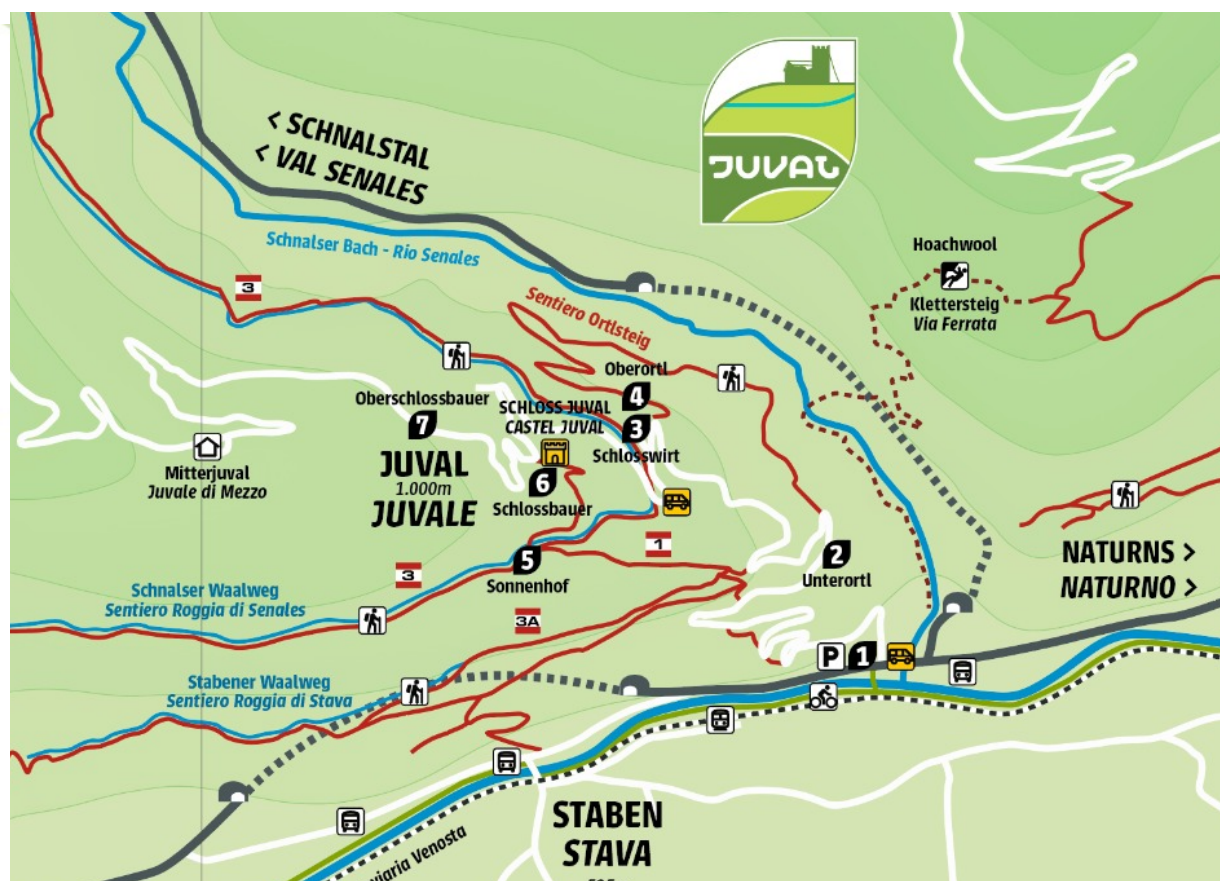 < SCHNALSTAL
< VAL SENALES
JUVAL
Schnalser Bach - Rio Senales
Hoachwool
Klettersteig
Via Ferrata
3
Sentiero Ortlsteig
Oberortl
4
Oberschlossbauer
7
SCHLOSS JUVAL
CASTEL JUVAL
3
Schlosswirt
Mitterjuval
Juvale di Mezzo
JUVAL
1.000m
JUVALE
6
Schlossbauer
1
2
Unterortl
NATURNS >
NATURNO >
5
Sonnenhof
3
Schnalser Waalweg
Sentiero Roggia di Senales
3A
P
1
Stabener Waalweg
Sentiero Roggia di Stava
STABEN
STAVA
Venosta